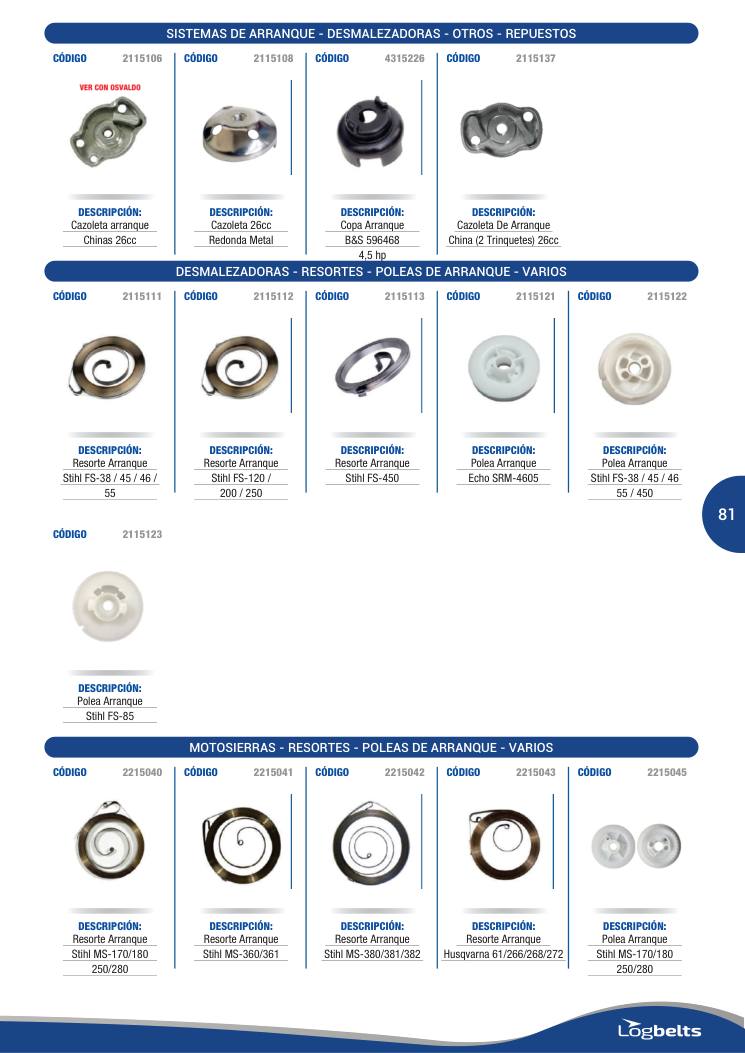 SISTEMAS DE ARRANQUE - DESMALEZADORAS - OTROS - REPUESTOS
CÓDIGO 2115106
VER CON OSVALDO
DESCRIPCIÓN:
Cazoleta arranque
Chinas 26cc
CÓDIGO 2115108
DESCRIPCIÓN:
Cazoleta 26cc
Redonda Metal
CÓDIGO 4315226
DESCRIPCIÓN:
Copa Arranque
B&S 596468
4,5 hp
CÓDIGO 2115137
DESCRIPCIÓN:
Cazoleta De Arranque
China (2 Trinquetes) 26cc
DESMALEZADORAS - RESORTES - POLEAS DE ARRANQUE - VARIOS
CÓDIGO 2115111
DESCRIPCIÓN:
Resorte Arranque
Stihl FS-38 / 45 / 46 /
55
CÓDIGO 2115112
DESCRIPCIÓN:
Resorte Arranque
Stihl FS-120 /
200 / 250
CÓDIGO 2115113
DESCRIPCIÓN:
Resorte Arranque
Stihl FS-450
CÓDIGO 2115121
DESCRIPCIÓN:
Polea Arranque
Echo SRM-4605
CÓDIGO 2115122
DESCRIPCIÓN:
Polea Arranque
Stihl FS-38 / 45 / 46
55 / 450
81
CÓDIGO 2115123
DESCRIPCIÓN:
Polea Arranque
Stihl FS-85
MOTOSIERRAS - RESORTES - POLEAS DE ARRANQUE - VARIOS
CÓDIGO 2215040
DESCRIPCIÓN:
Resorte Arranque
Stihl MS-170/180
250/280
CÓDIGO 2215041
DESCRIPCIÓN:
Resorte Arranque
Stihl MS-360/361
CÓDIGO 2215042
DESCRIPCIÓN:
Resorte Arranque
Stihl MS-380/381/382
CÓDIGO 2215043
DESCRIPCIÓN:
Resorte Arranque
Husqvarna 61/266/268/272
CÓDIGO 2215045
DESCRIPCIÓN:
Polea Arranque
Stihl MS-170/180
250/280
Logbelts